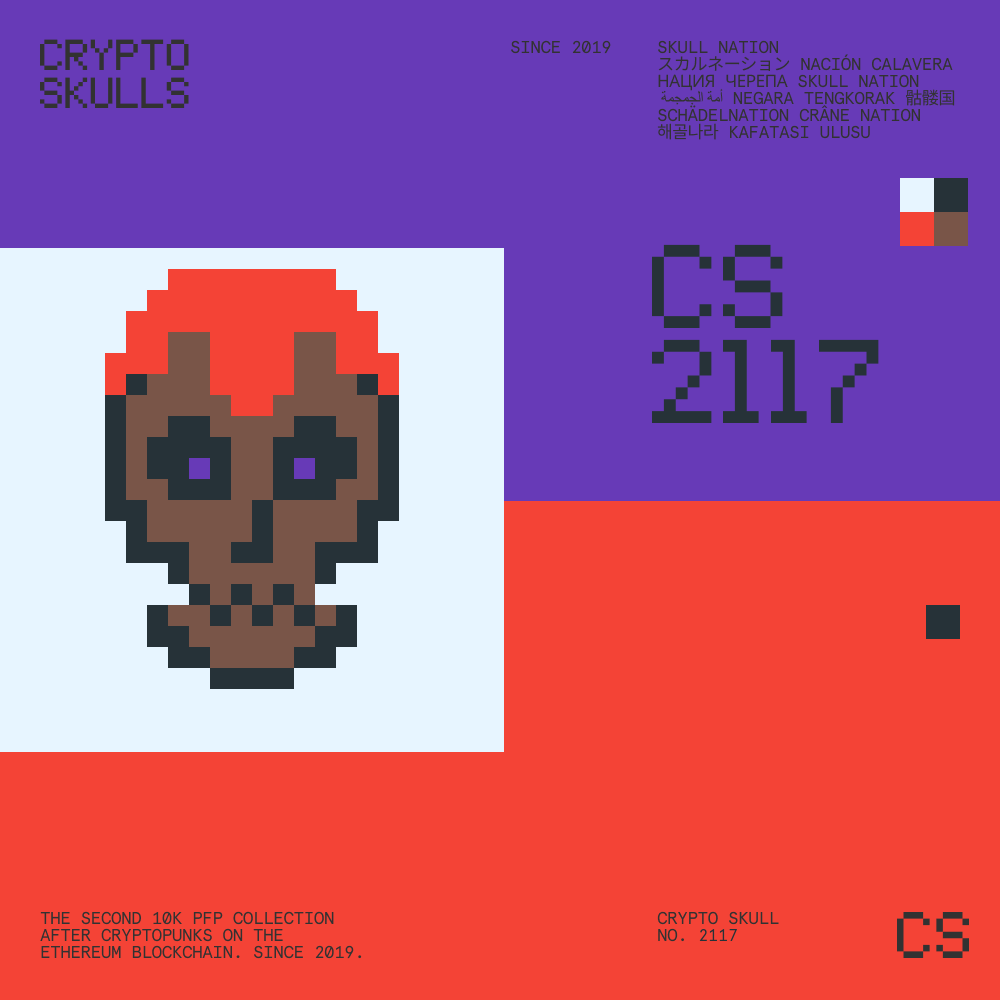 CRYPTO
SKULLS
SINCE 2019
SKULL NATION
スカルネーション NACIÓN CALAVERA
НАЦИЯ ЧЕРЕПА SKULL NATION
أمة الجمجمة NEGARA TENGKORAK 骷髅国
SCHÄDELNATION CRÂNE NATION
해골나라 KAFATASI ULUSU
CS
2117
THE SECOND 10K PFP COLLECTION
AFTER CRYPTOPUNKS ON THE
ETHEREUM BLOCKCHAIN. SINCE 2019.
CRYPTO SKULL
NO. 2117
CS